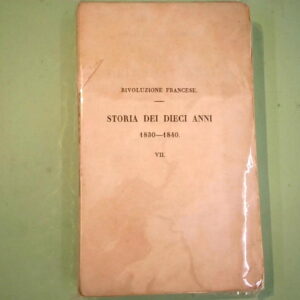 RIVOLUZIONE FRANCESE.
STORIA DEI DIECI ANNI
1830—1840.
VII.